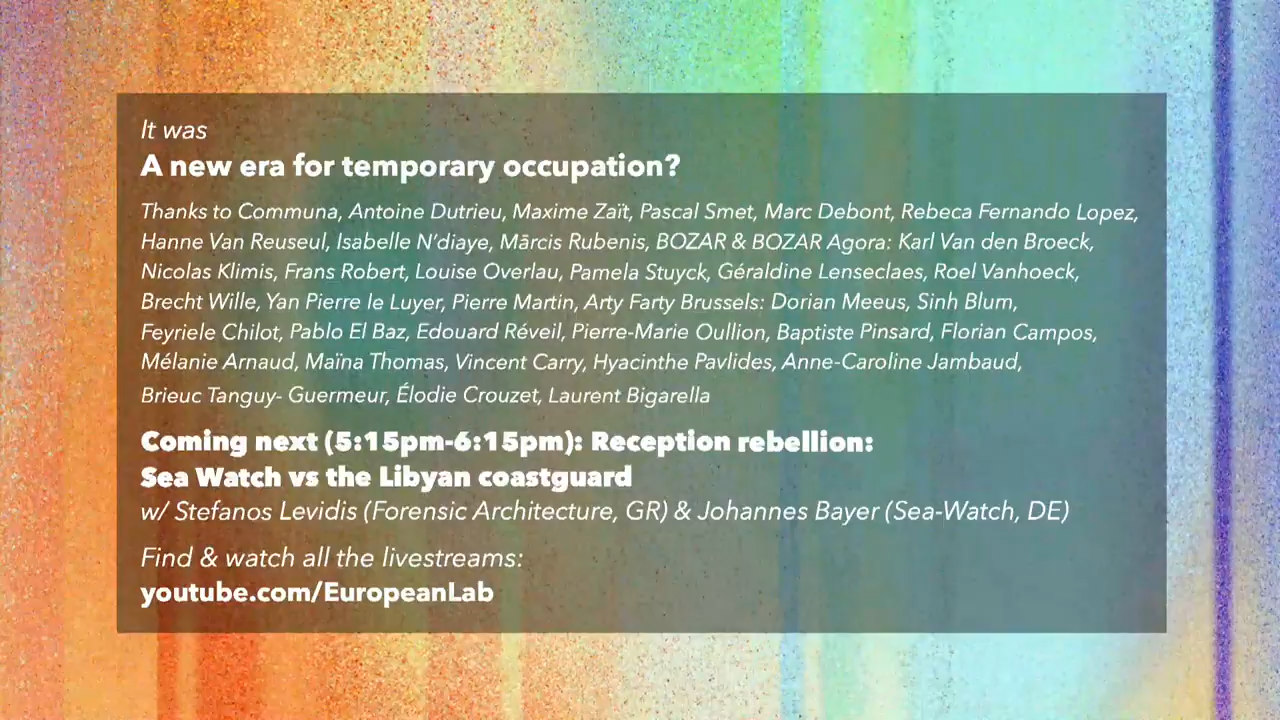 It was
A new era for temporary occupation?
Thanks to Communa, Antoine Dutrieu, Maxime Zaït, Pascal Smet, Marc Debont, Rebeca Fernando Lopez,
Hanne Van Reuseul, Isabelle N'diaye, Mārcis Rubenis, BOZAR & BOZAR Agora: Karl Van den Broeck,
Nicolas Klimis, Frans Robert, Louise Overlau, Pamela Stuyck, Géraldine Lenseclaes, Roel Vanhoeck,
Brecht Wille, Yan Pierre le Luyer, Pierre Martin, Arty Farty Brussels: Dorian Meeus, Sinh Blum,
Feyriele Chilot, Pablo El Baz, Edouard Réveil, Pierre-Marie Oullion, Baptiste Pinsard, Florian Campos,
Mélanie Arnaud, Maïna Thomas, Vincent Carry, Hyacinthe Pavlides, Anne-Caroline Jambaud,
Brieuc Tanguy- Guermeur, Élodie Crouzet, Laurent Bigarella
Coming next (5:15pm-6:15pm): Reception rebellion:
Sea Watch vs the Libyan coastguard
w/ Stefanos Levidis (Forensic Architecture, GR) & Johannes Bayer (Sea-Watch, DE)
Find & watch all the livestreams:
youtube.com/EuropeanLab